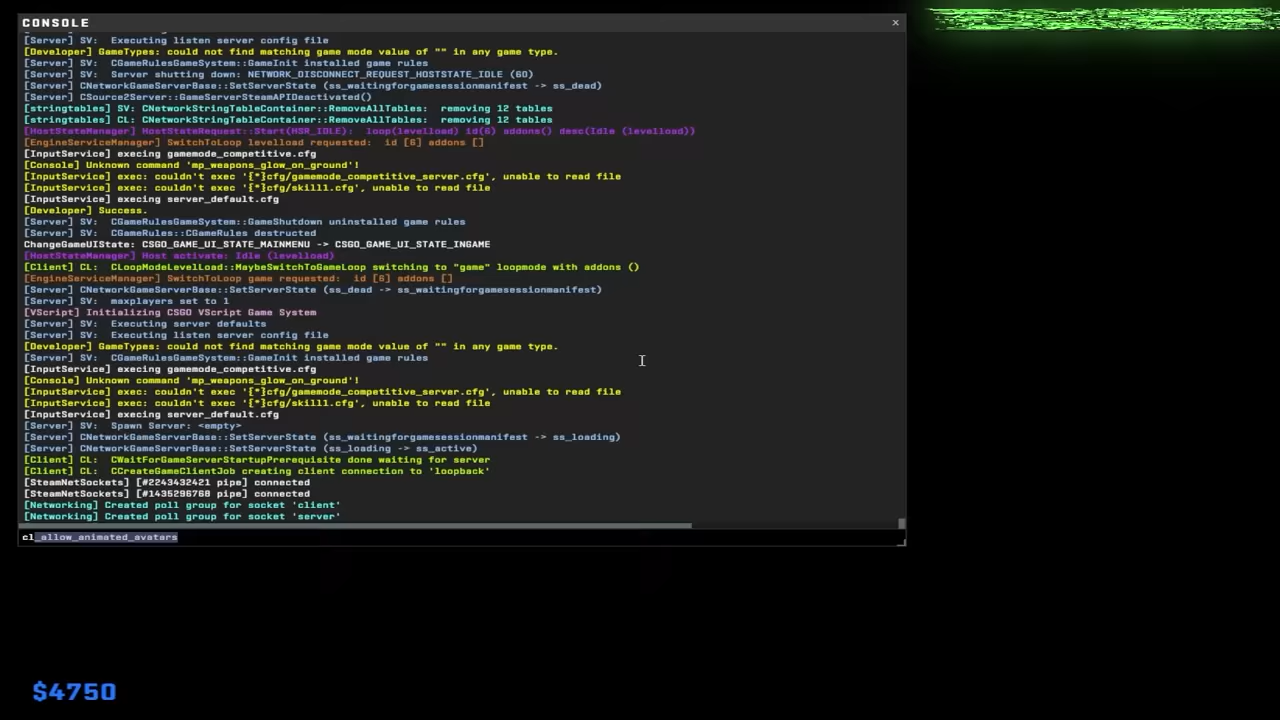 CONSOLE
[Server] SV:  Executing listen server config file
[Developer] GameTypes: could not find matching game mode value of "" in any game type.
[Server] SV:  CGameRulesGameSystem::GameInit installed game rules
[Server] SV:  Server shutting down: NETWORK_DISCONNECT_REQUEST_HOSTSTATE_IDLE (60)
[Server] CNetworkGameServerBase::SetServerState (ss_waitingforgamesessionmanifest -> ss_dead)
[Server] CSource2Server::GameServerSteamAPIDeactivated()
[stringtables] SV: CNetworkStringTableContainer::RemoveAllTables:  removing 12 tables
[stringtables] CL: CNetworkStringTableContainer::RemoveAllTables:  removing 12 tables
[HostStateManager] HostStateRequest::Start(HSR_IDLE):  loop(levelload) id(6) addons() desc(Idle (levelload))
[EngineServiceManager] SwitchToLoop levelload requested:  id [6] addons []
[InputService] execing gamemode_competitive.cfg
[Console] Unknown command 'mp_weapons_glow_on_ground'!
[InputService] exec: couldn't exec '{*}cfg/gamemode_competitive_server.cfg', unable to read file
[InputService] exec: couldn't exec '{*}cfg/skill1.cfg', unable to read file
[InputService] execing server_default.cfg
[Developer] Success.
[Server] SV:  CGameRulesGameSystem::GameShutdown uninstalled game rules
[Server] SV:  CGameRules::CGameRules destructed
ChangeGameUIState: CSGO_GAME_UI_STATE_MAINMENU -> CSGO_GAME_UI_STATE_INGAME
[HostStateManager] Host activate: Idle (levelload)
[Client] CL:  CLoopModeLevelLoad::MaybeSwitchToGameLoop switching to "game" loopmode with addons ()
[EngineServiceManager] SwitchToLoop game requested:  id [6] addons []
[Server] CNetworkGameServerBase::SetServerState (ss_dead -> ss_waitingforgamesessionmanifest)
[Server] SV:  maxplayers set to 1
[VScript] Initializing CSGO VScript Game System
[Server] SV:  Executing server defaults
[Server] SV:  Executing listen server config file
[Developer] GameTypes: could not find matching game mode value of "" in any game type.
[Server] SV:  CGameRulesGameSystem::GameInit installed game rules
[InputService] execing gamemode_competitive.cfg
[Console] Unknown command 'mp_weapons_glow_on_ground'!
[InputService] exec: couldn't exec '{*}cfg/gamemode_competitive_server.cfg', unable to read file
[InputService] exec: couldn't exec '{*}cfg/skill1.cfg', unable to read file
[InputService] execing server_default.cfg
[Server] SV:  Spawn Server: <empty>
[Server] CNetworkGameServerBase::SetServerState (ss_waitingforgamesessionmanifest -> ss_loading)
[Server] CNetworkGameServerBase::SetServerState (ss_loading -> ss_active)
[Client] CL:  CWaitForGameServerStartupPrerequisite done waiting for server
[Client] CL:  CCreateGameClientJob creating client connection to 'loopback'
[SteamNetSockets] [#2243432421 pipe] connected
[SteamNetSockets] [#1435296768 pipe] connected
[Networking] Created poll group for socket 'client'
[Networking] Created poll group for socket 'server'
cl_allow_animated_avatars
$4750